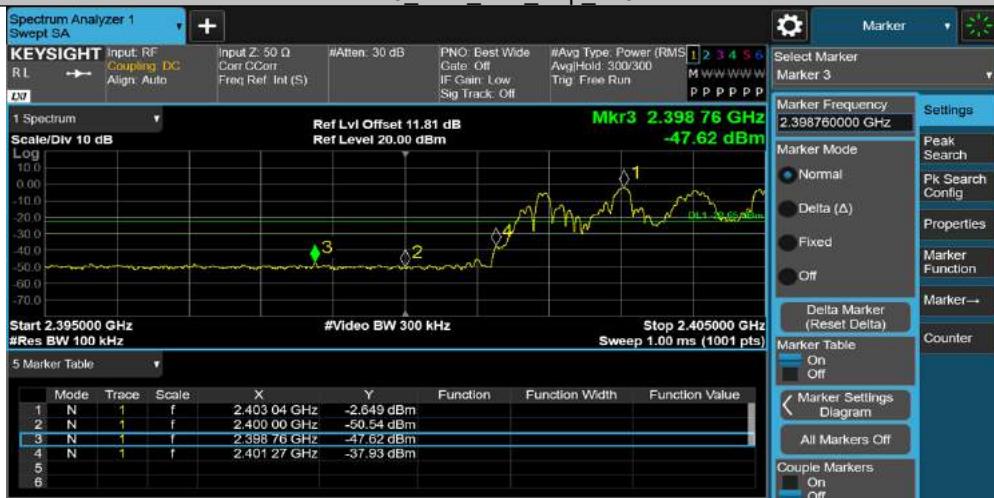 Spectrum Analyzer 1
Swept SA
+
Marker
KEYSIGHT
RL
LXI
Input: RF
Coupling: DC
Align: Auto
Input Z: 50 Ω
Corr CCorr
Freq Ref: Int (S)
#Atten: 30 dB
PNO: Best Wide
Gate: Off
IF Gain: Low
Sig Track: Off
#Avg Type: Power (RMS
Avg|Hold: 300/300
Trig: Free Run
1 2 3 4 5 6
M W W W W W
P P P P P P
Select Marker
Marker 3
1 Spectrum
Scale/Div 10 dB
Ref Lvl Offset 11.81 dB
Ref Level 20.00 dBm
Mkr3 2.398 76 GHz
-47.62 dBm
Log
10.0
0.00
-10.0
-20.0
-30.0
-40.0
-50.0
-60.0
-70.0
1
2
3
4
Start 2.395000 GHz
#Res BW 100 kHz
#Video BW 300 kHz
Stop 2.405000 GHz
Sweep 1.00 ms (1001 pts)
5 Marker Table
Mode Trace Scale X Y Function Function Width Function Value
1 N 1 f 2.403 04 GHz -2.649 dBm
2 N 1 f 2.400 00 GHz -50.54 dBm
3 N 1 f 2.398 76 GHz -47.62 dBm
4 N 1 f 2.401 27 GHz -37.93 dBm
5
6
Marker Frequency
2.398760000 GHz
Marker Mode
Normal
Delta (Δ)
Fixed
Off
Delta Marker
(Reset Delta)
Marker Table
On
Off
Marker Settings
Diagram
All Markers Off
Couple Markers
On
Off
Settings
Peak
Search
Pk Search
Config
Properties
Marker
Function
Marker→
Counter